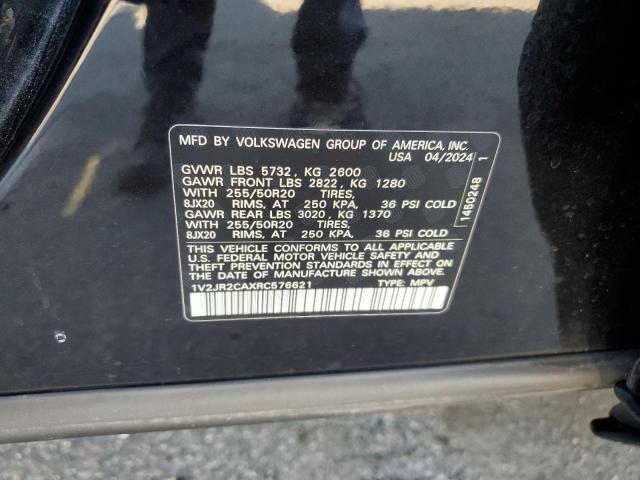 MFD BY VOLKSWAGEN GROUP OF AMERICA, INC.
USA 04/2024
GVWR LBS 5732, KG 2600
GAWR FRONT LBS 2822, KG 1280
WITH 255/50R20 TIRES,
8JX20 RIMS, AT 250 KPA, 36 PSI COLD
GAWR REAR LBS 3020, KG 1370
WITH 255/50R20 TIRES,
8JX20 RIMS, AT 250 KPA, 36 PSI COLD
THIS VEHICLE CONFORMS TO ALL APPLICABLE
U.S. FEDERAL MOTOR VEHICLE SAFETY AND
THEFT PREVENTION STANDARDS IN EFFECT ON
THE DATE OF MANUFACTURE SHOWN ABOVE.
1V2JR2CAXRC576621 TYPE: MPV
1450248 1